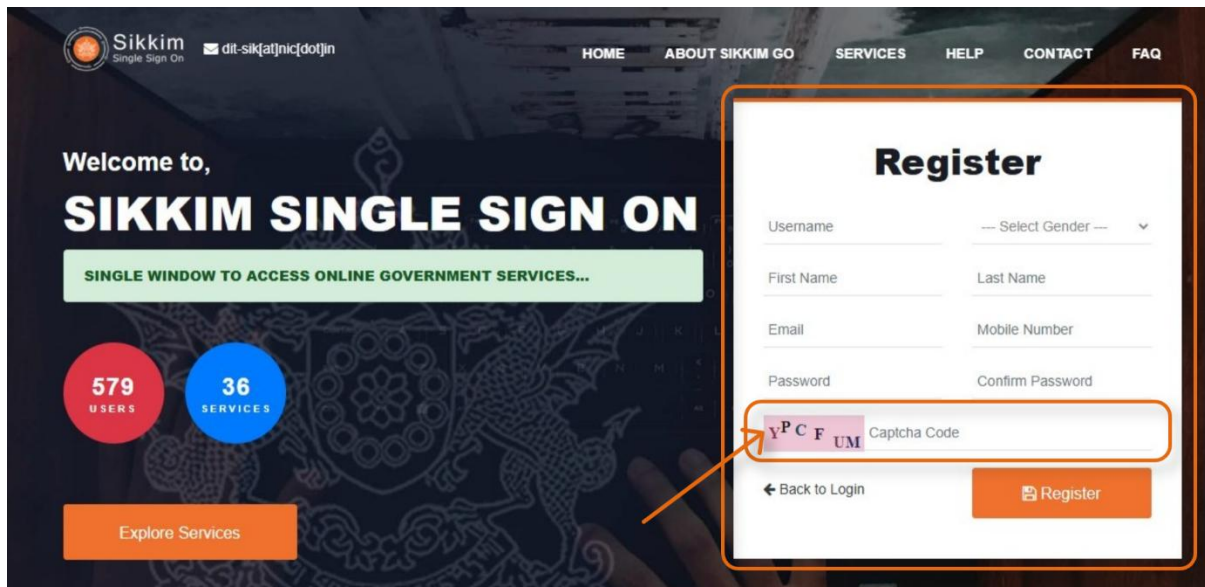 Sikkim
Single Sign On
dit-sik[at]nic[dot]in
HOME ABOUT SIKKIM GO SERVICES HELP CONTACT FAQ
Welcome to,
SIKKIM SINGLE SIGN ON
SINGLE WINDOW TO ACCESS ONLINE GOVERNMENT SERVICES...
579
USERS
36
SERVICES
Explore Services
Register
Username --- Select Gender ---
First Name Last Name
Email Mobile Number
Password Confirm Password
YPCFUM Captcha Code
Back to Login Register